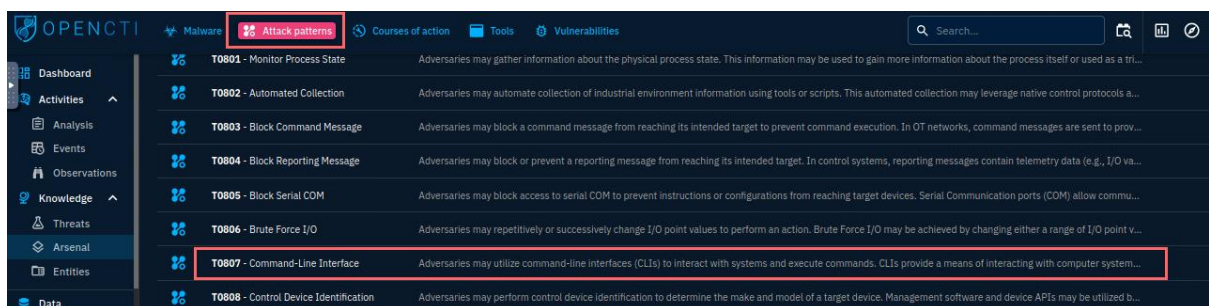 OPENCTI
Malware
Attack patterns
Courses of action
Tools
Vulnerabilities
Search...
Dashboard
Activities
Analysis
Events
Observations
Knowledge
Threats
Arsenal
Entities
Data
T0801 - Monitor Process State Adversaries may gather information about the physical process state. This information may be used to gain more information about the process itself or used as a tri...
T0802 - Automated Collection Adversaries may automate collection of industrial environment information using tools or scripts. This automated collection may leverage native control protocols a...
T0803 - Block Command Message Adversaries may block a command message from reaching its intended target to prevent command execution. In OT networks, command messages are sent to prov...
T0804 - Block Reporting Message Adversaries may block or prevent a reporting message from reaching its intended target. In control systems, reporting messages contain telemetry data (e.g., I/O va...
T0805 - Block Serial COM Adversaries may block access to serial COM to prevent instructions or configurations from reaching target devices. Serial Communication ports (COM) allow commu...
T0806 - Brute Force I/O Adversaries may repetitively or successively change I/O point values to perform an action. Brute Force I/O may be achieved by changing either a range of I/O point v...
T0807 - Command-Line Interface Adversaries may utilize command-line interfaces (CLIs) to interact with systems and execute commands. CLIs provide a means of interacting with computer system...
T0808 - Control Device Identification Adversaries may perform control device identification to determine the make and model of a target device. Management software and device APIs may be utilized b...